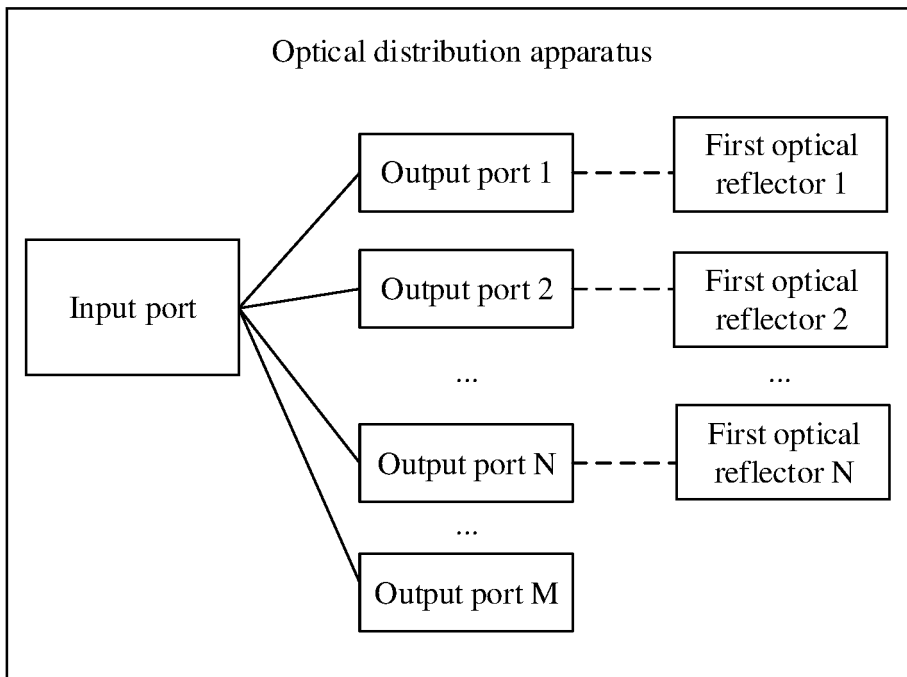 Optical distribution apparatus
Output port 1
First optical
reflector 1
Input port
Output port 2
First optical
reflector 2
...
...
Output port N
First optical
reflector N
...
Output port M